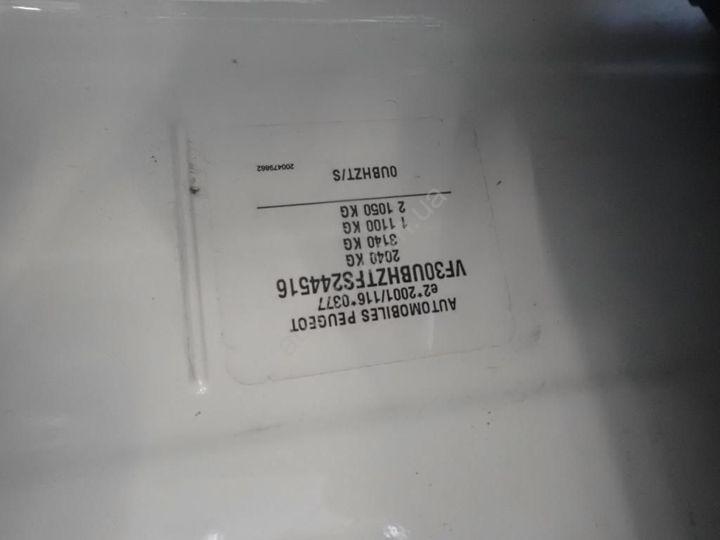 AUTOMOBILES PEUGEOT
e2*2001/116*0377
VF30UBHZTFS244516
2040 KG
3140 KG
1 1100 KG
2 1050 KG
0UBHZT/S
200479862